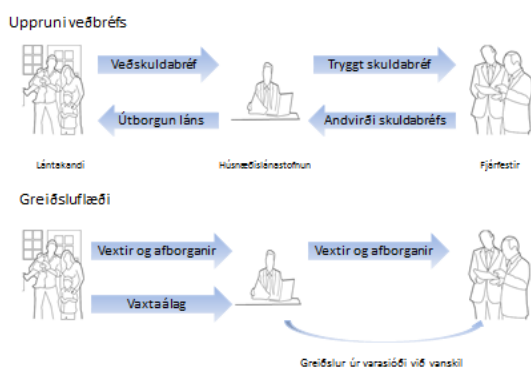 Uppruni veðbréfs
Veðskuldabréf
Tryggt skuldabréf
Útborgun láns
Andvirði skuldabréfs
Lántakandi
Húsnæðislánastofnun
Fjárfestir
Greiðsluflæði
Vextir og afborganir
Vextir og afborganir
Vaxtaálag
Greiðslur úr varasjóði við vanskil